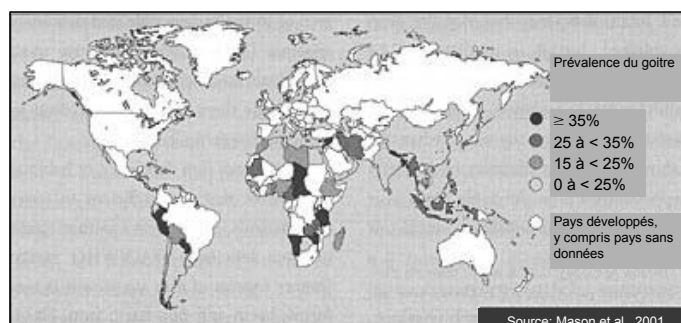 Prévalence du goitre
≥ 35%
25 à < 35%
15 à < 25%
0 à < 25%
Pays développés,
y compris pays sans
données
Source: Mason et al., 2001